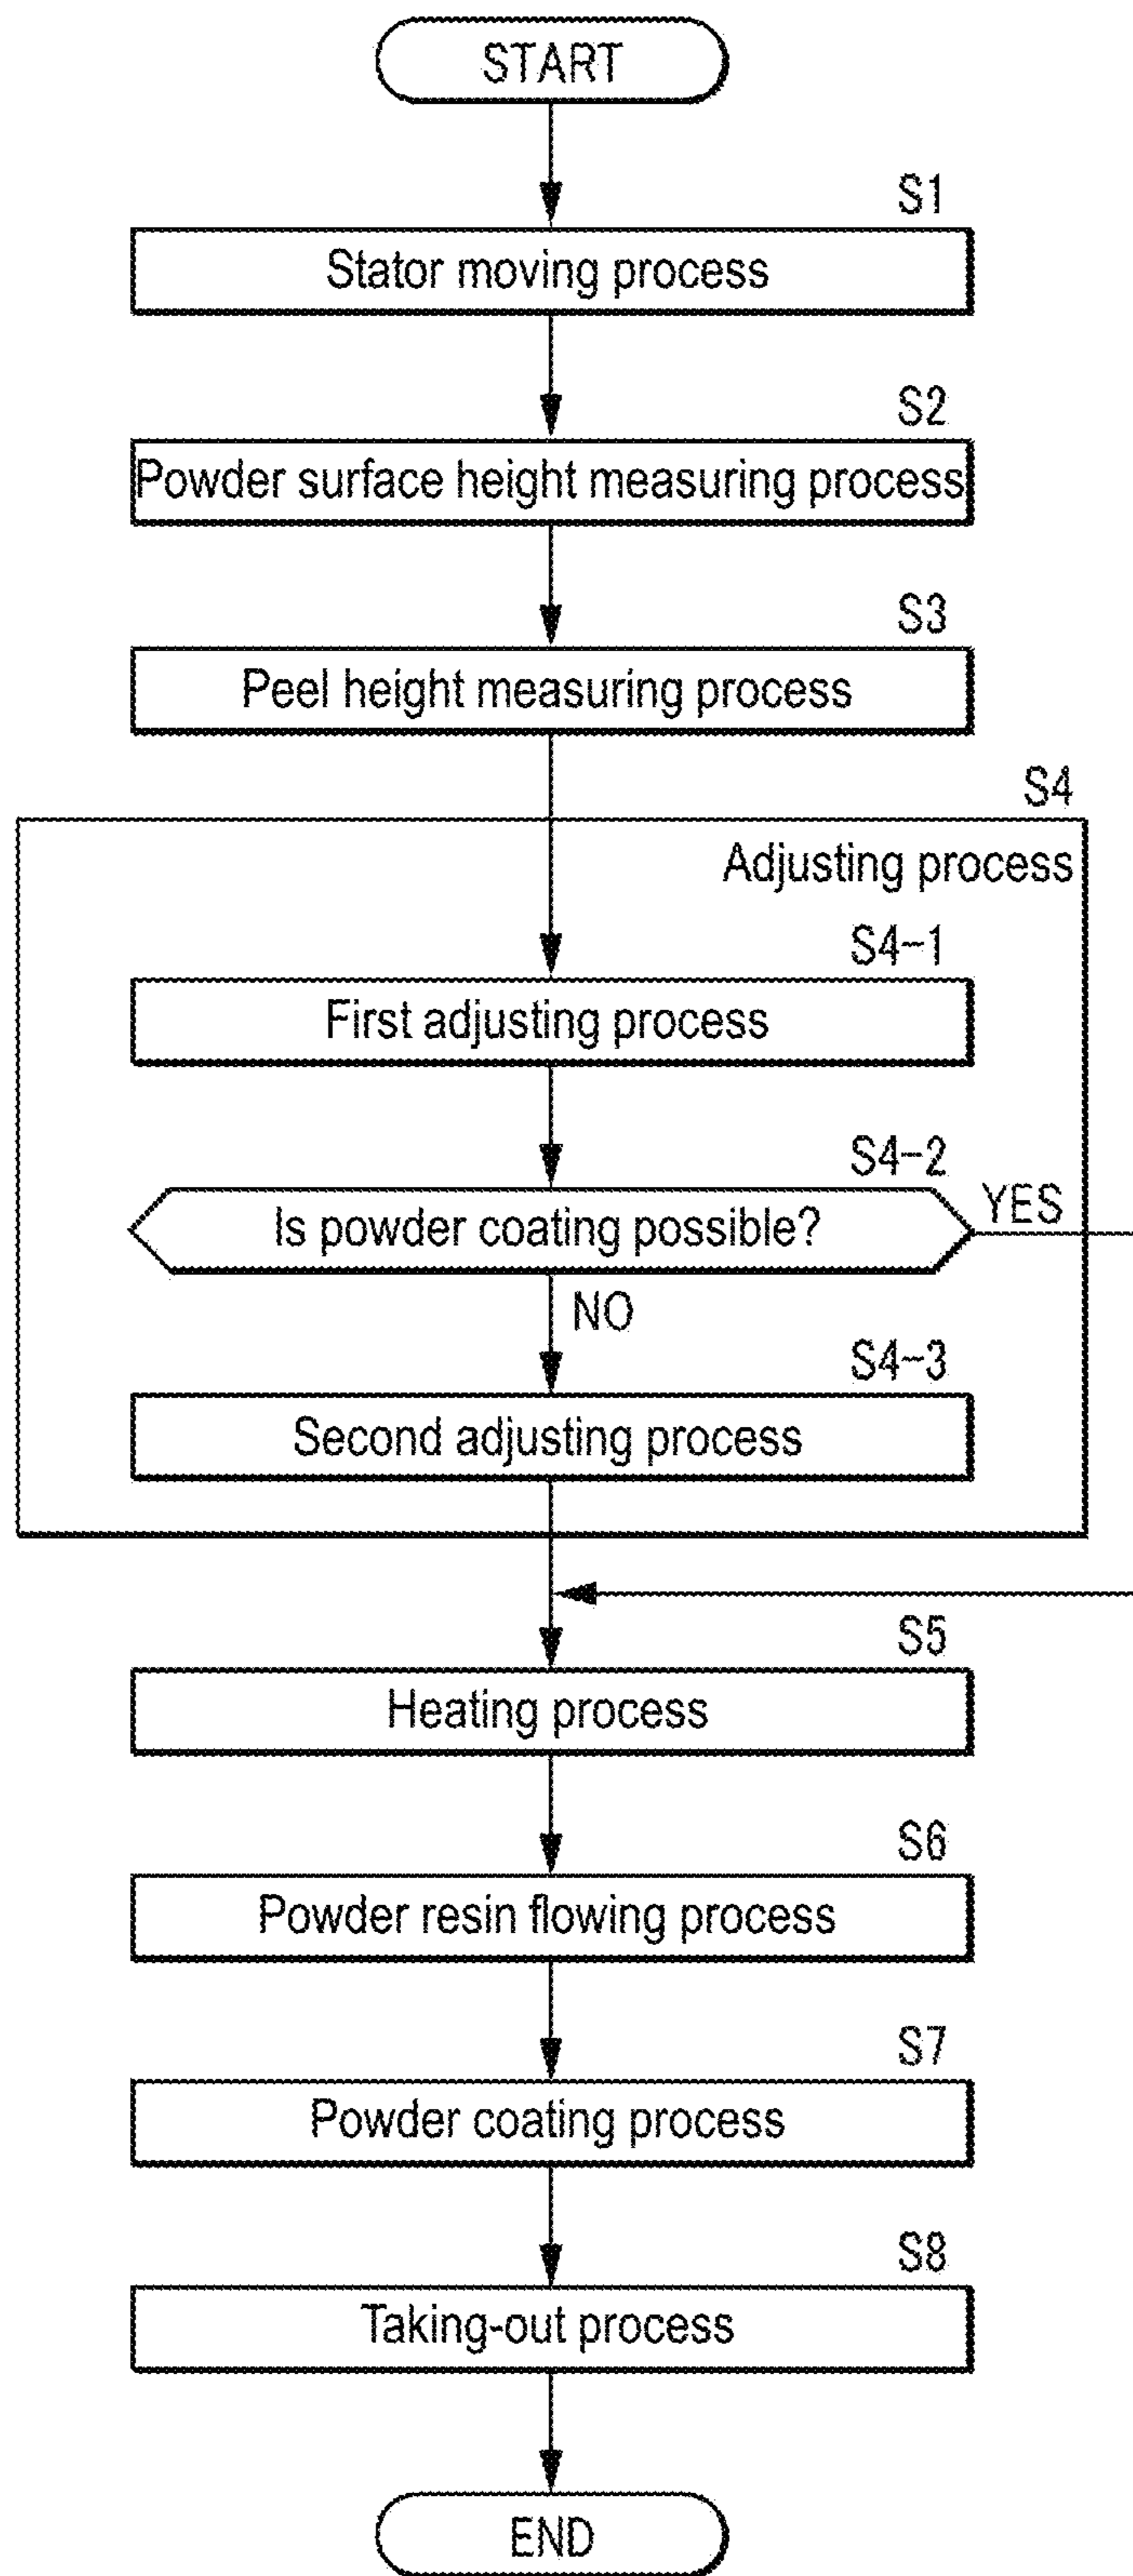 START
S1
Stator moving process
S2
Powder surface height measuring process
S3
Peel height measuring process
S4
Adjusting process
S4-1
First adjusting process
S4-2
Is powder coating possible?
YES
NO
S4-3
Second adjusting process
S5
Heating process
S6
Powder resin flowing process
S7
Powder coating process
S8
Taking-out process
END